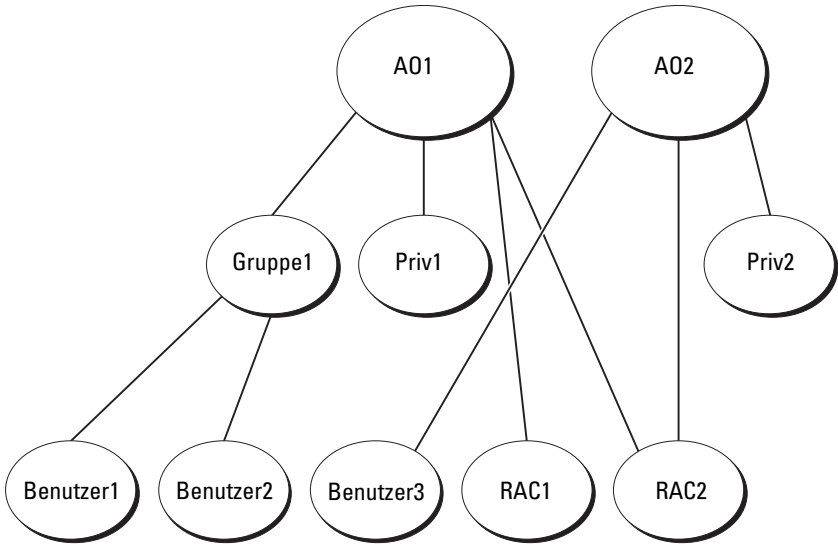 AO1
AO2
Gruppe1
Priv1
Priv2
Benutzer1
Benutzer2
Benutzer3
RAC1
RAC2